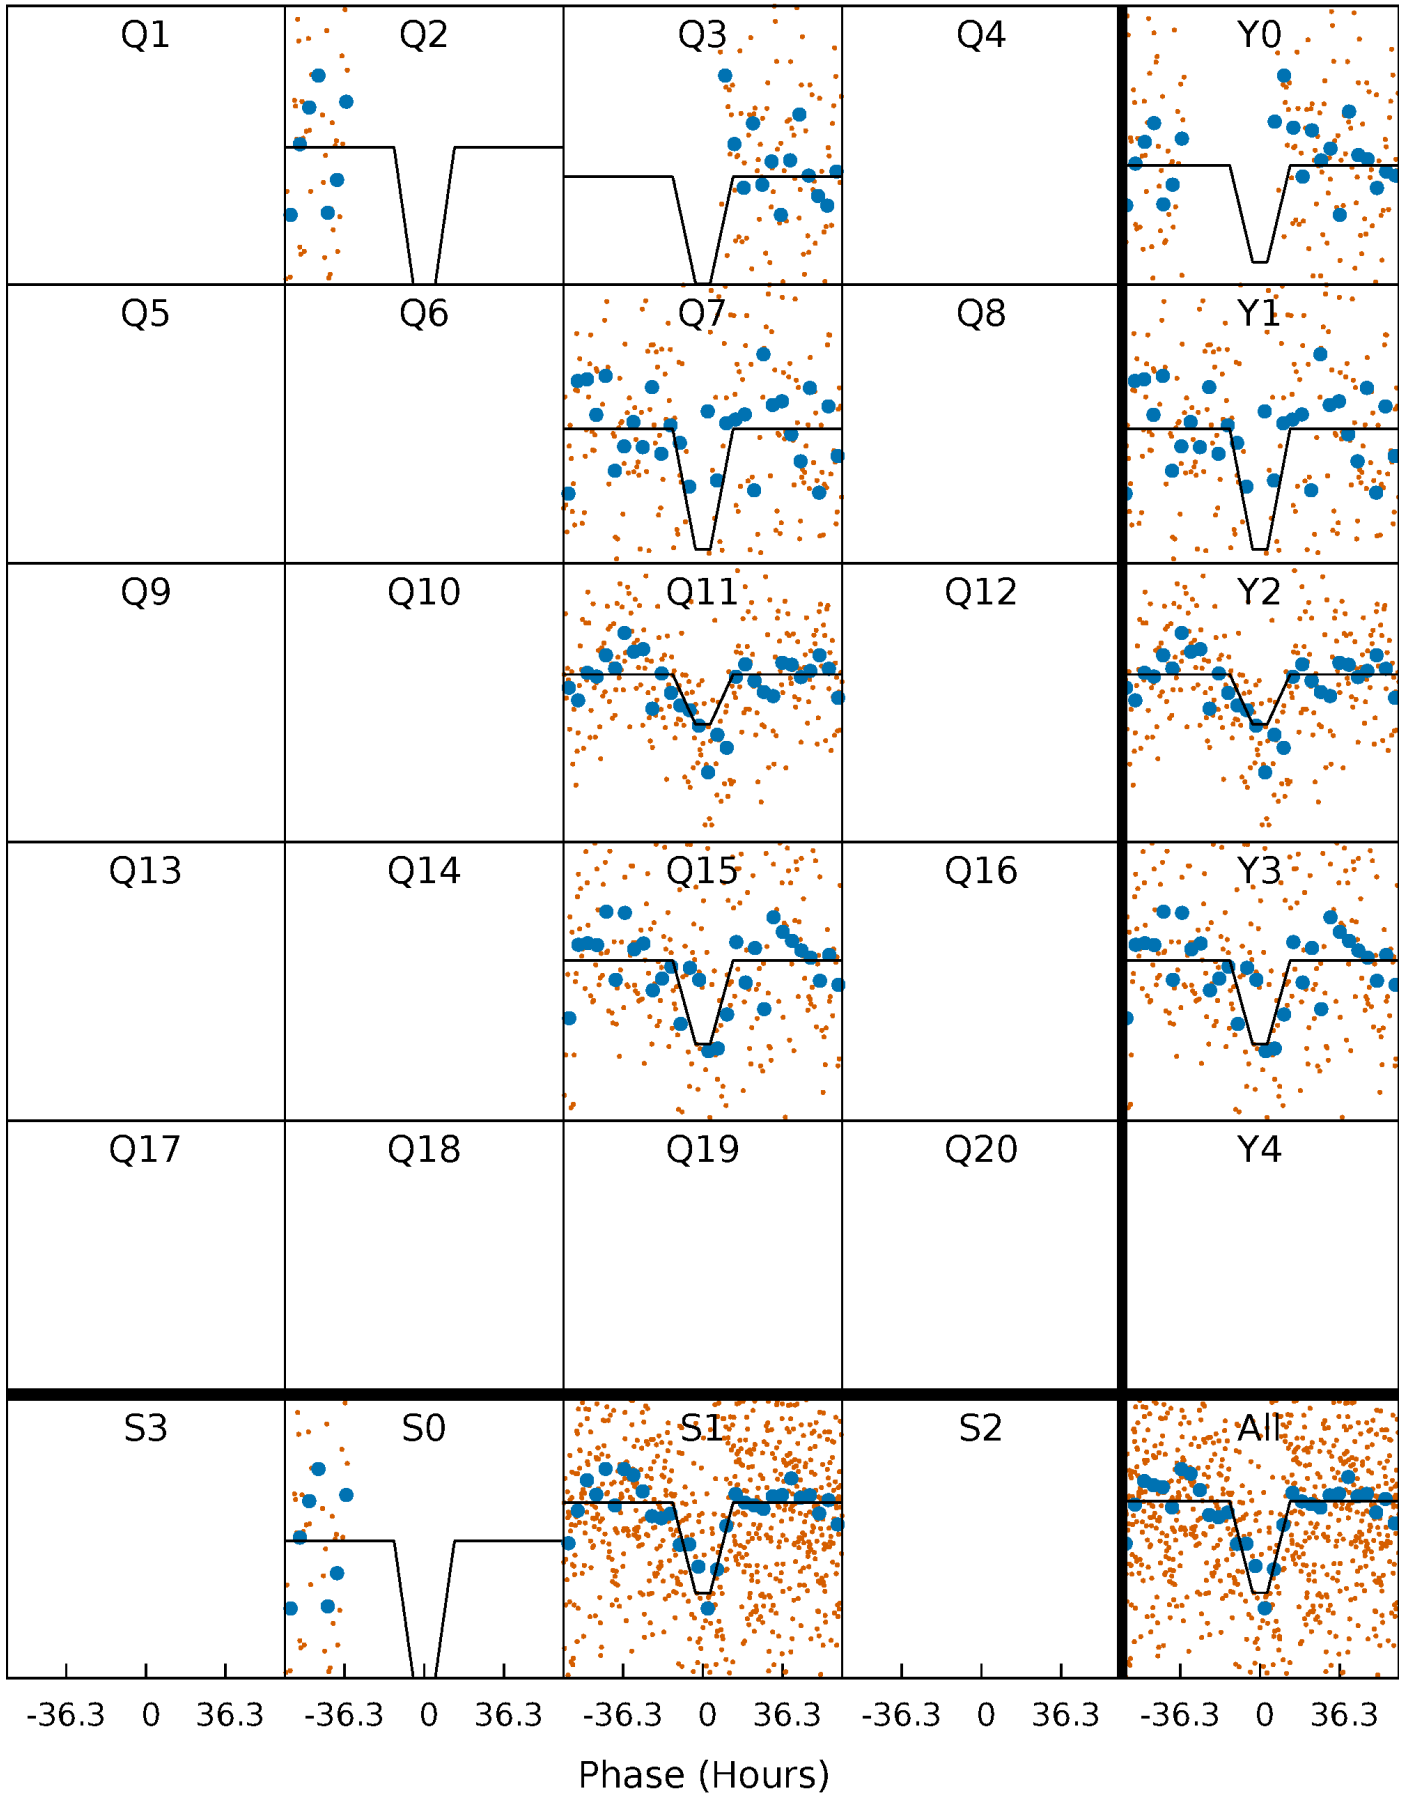 Q1 Q2 Q3 Q4 Y0
Q5 Q6 Q7 Q8 Y1
Q9 Q10 Q11 Q12 Y2
Q13 Q14 Q15 Q16 Y3
Q17 Q18 Q19 Q20 Y4
S3 S0 S1 S2 All
-36.3 0 36.3 -36.3 0 36.3 -36.3 0 36.3 -36.3 0 36.3 -36.3 0 36.3
Phase (Hours)